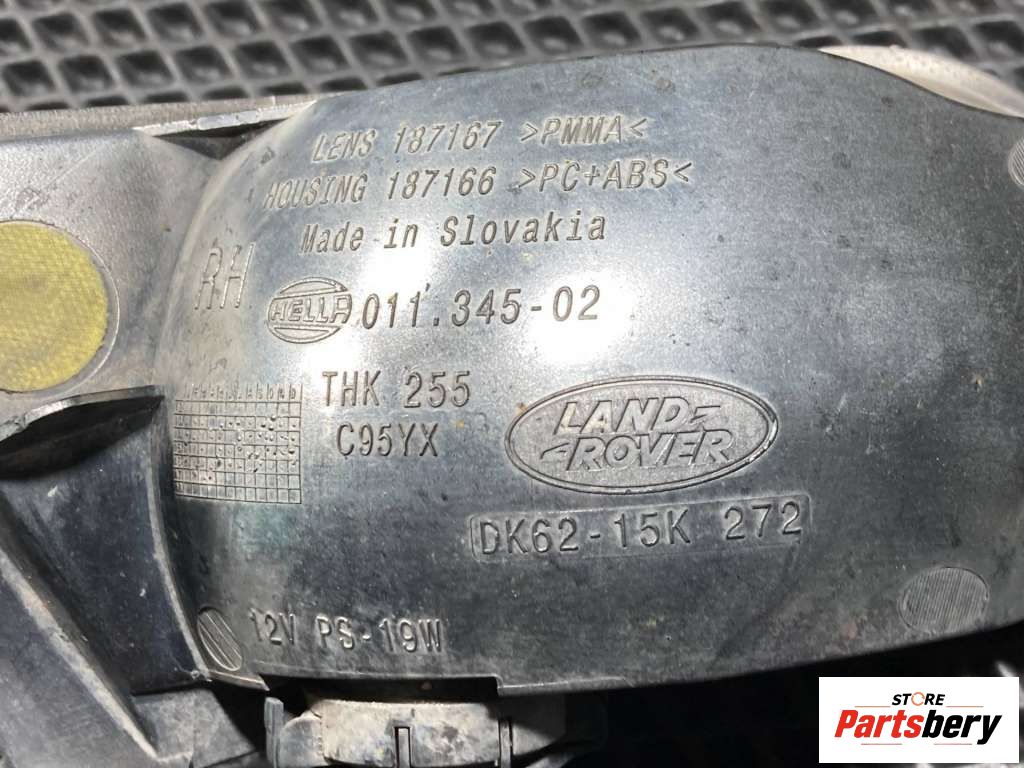 LENS 187167 >PMMA<
HOUSING 187166 >PC+ABS<
Made in Slovakia
RH
HELLA 011.345-02
THK 255
C95YX
LAND
ROVER
DK62-15K 272
12V PS-19W
STORE
Partsbery